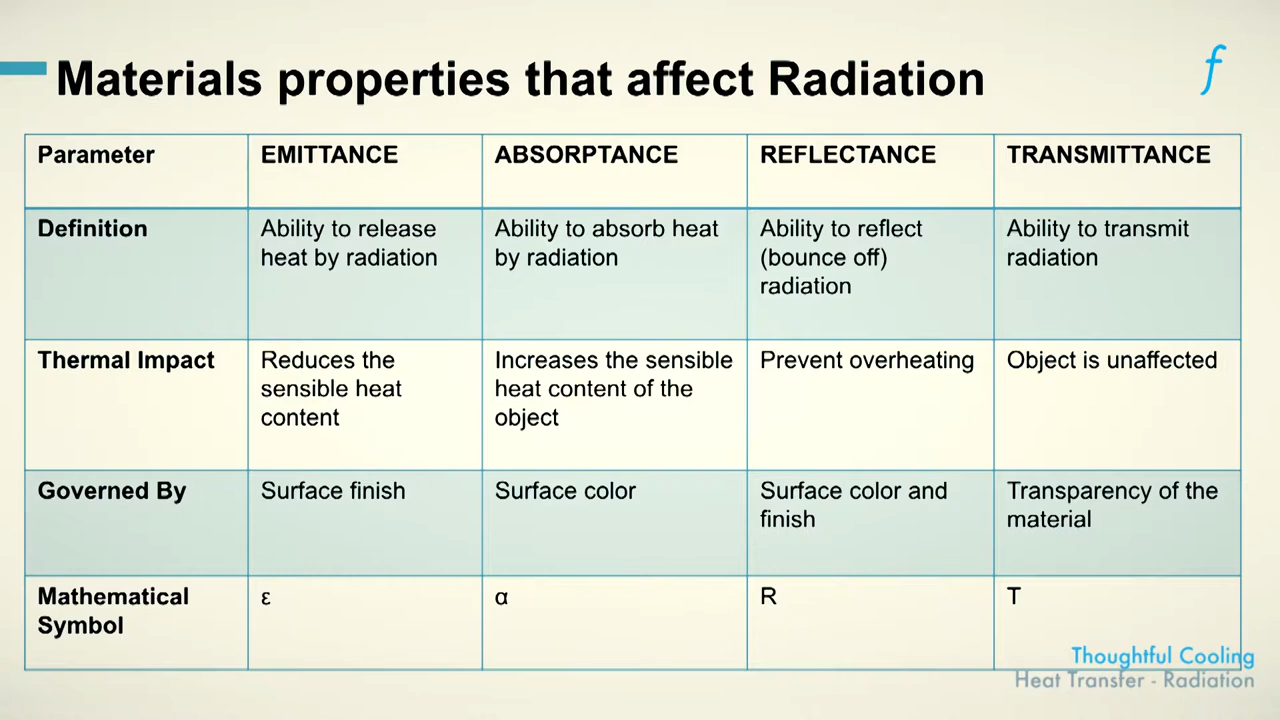 Materials properties that affect Radiation
f
Parameter
EMITTANCE
ABSORPTANCE
REFLECTANCE
TRANSMITTANCE
Definition
Ability to release
heat by radiation
Ability to absorb heat
by radiation
Ability to reflect
(bounce off)
radiation
Ability to transmit
radiation
Thermal Impact
Reduces the
sensible heat
content
Increases the sensible
heat content of the
object
Prevent overheating
Object is unaffected
Governed By
Surface finish
Surface color
Surface color and
finish
Transparency of the
material
Mathematical
Symbol
ε
α
R
T
Thoughtful Cooling
Heat Transfer - Radiation